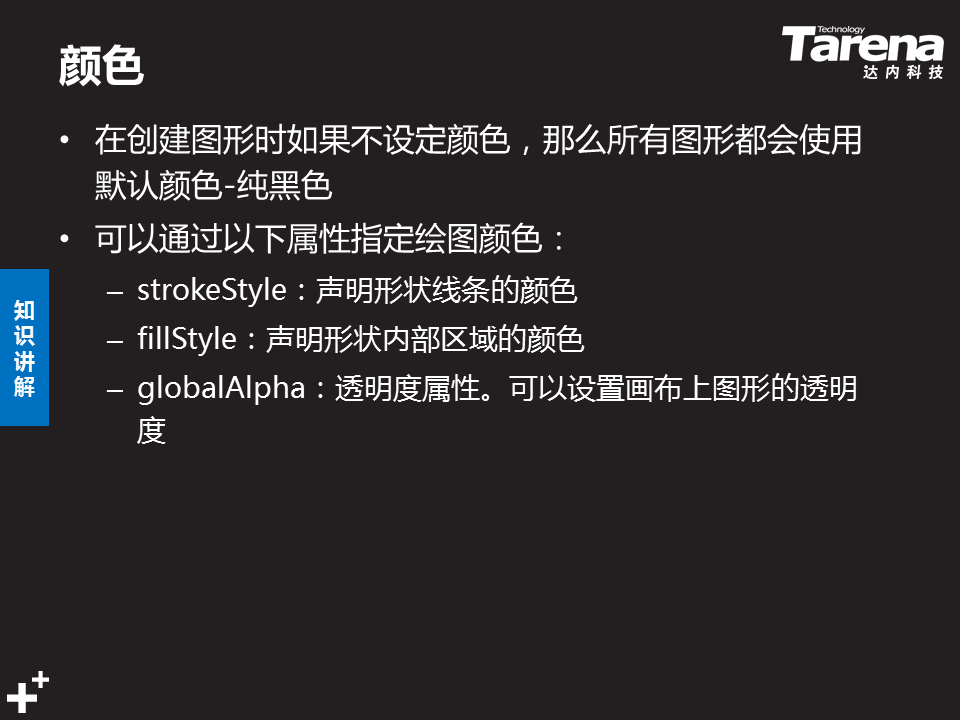 颜色
Technology
Tarena
达内科技
• 在创建图形时如果不设定颜色，那么所有图形都会使用
默认颜色-纯黑色
• 可以通过以下属性指定绘图颜色：
– strokeStyle：声明形状线条的颜色
– fillStyle：声明形状内部区域的颜色
– globalAlpha：透明度属性。可以设置画布上图形的透明
度
知识讲解